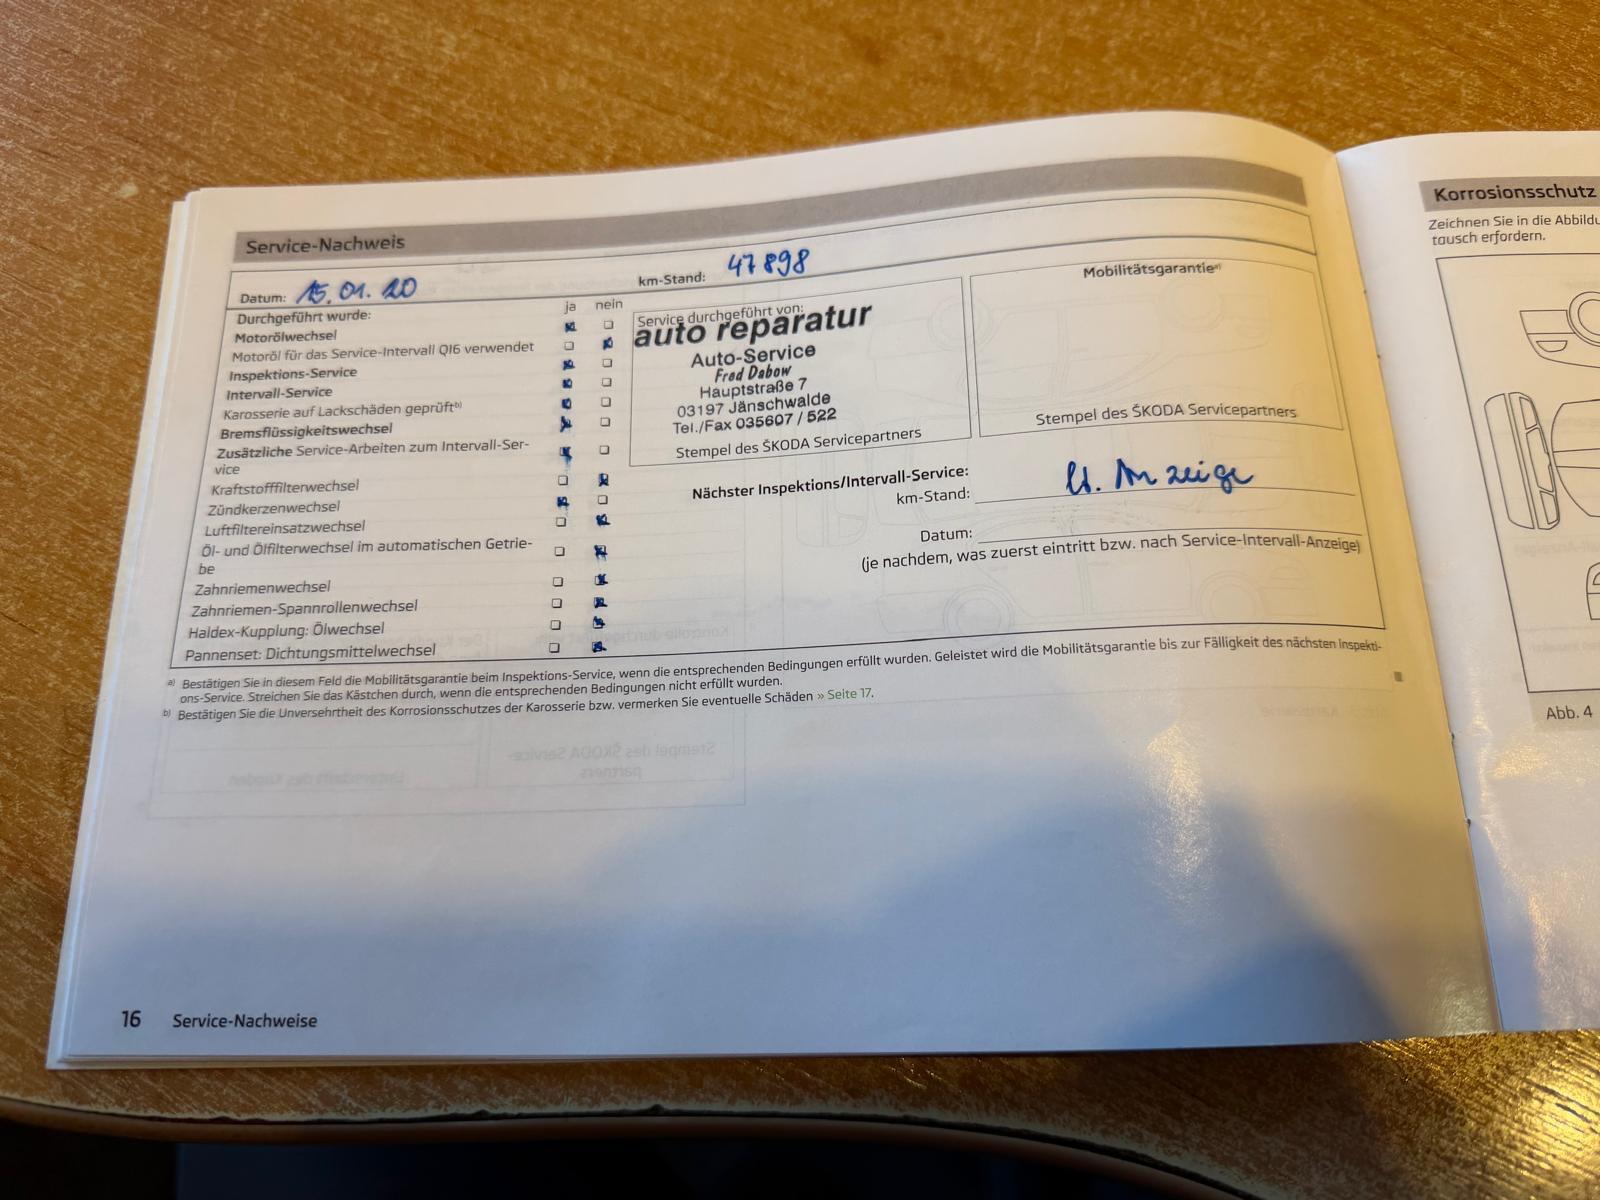 Service-Nachweis
Datum: 15.01.20
km-Stand: 47898
ja nein
Durchgeführt wurde:
Motorölwechsel
Motoröl für das Service-Intervall QI6 verwendet
Inspektions-Service
Intervall-Service
Karosserie auf Lackschäden geprüft b)
Bremsflüssigkeitswechsel
Zusätzliche Service-Arbeiten zum Intervall-Ser-
vice
Kraftstofffilterwechsel
Zündkerzenwechsel
Luftfiltereinsatzwechsel
Öl- und Ölfilterwechsel im automatischen Getrie-
be
Zahnriemenwechsel
Zahnriemen-Spannrollenwechsel
Haldex-Kupplung: Ölwechsel
Pannenset: Dichtungsmittelwechsel
Service durchgeführt von:
auto reparatur
Auto-Service
Fred Dabow
Hauptstraße 7
03197 Jänschwalde
Tel./Fax 035607 / 522
Stempel des ŠKODA Servicepartners
Mobilitätsgarantie a)
Stempel des ŠKODA Servicepartners
Nächster Inspektions/Intervall-Service:
km-Stand: lt. Anzeige
Datum:
(je nachdem, was zuerst eintritt bzw. nach Service-Intervall-Anzeige)
a) Bestätigen Sie in diesem Feld die Mobilitätsgarantie beim Inspektions-Service, wenn die entsprechenden Bedingungen erfüllt wurden. Geleistet wird die Mobilitätsgarantie bis zur Fälligkeit des nächsten Inspekti-
ons-Service. Streichen Sie das Kästchen durch, wenn die entsprechenden Bedingungen nicht erfüllt wurden.
b) Bestätigen Sie die Unversehrtheit des Korrosionsschutzes der Karosserie bzw. vermerken Sie eventuelle Schäden » Seite 17.
16 Service-Nachweise
Korrosionsschutz
Zeichnen Sie in die
tausch erfordern.
Abb. 4